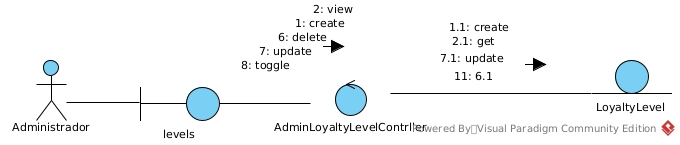 2: view
1: create
6: delete
7: update
8: toggle
1.1: create
2.1: get
7.1: update
11: 6.1
Administrador
levels
AdminLoyaltyLevelContrller
LoyaltyLevel
Powered By Visual Paradigm Community Edition